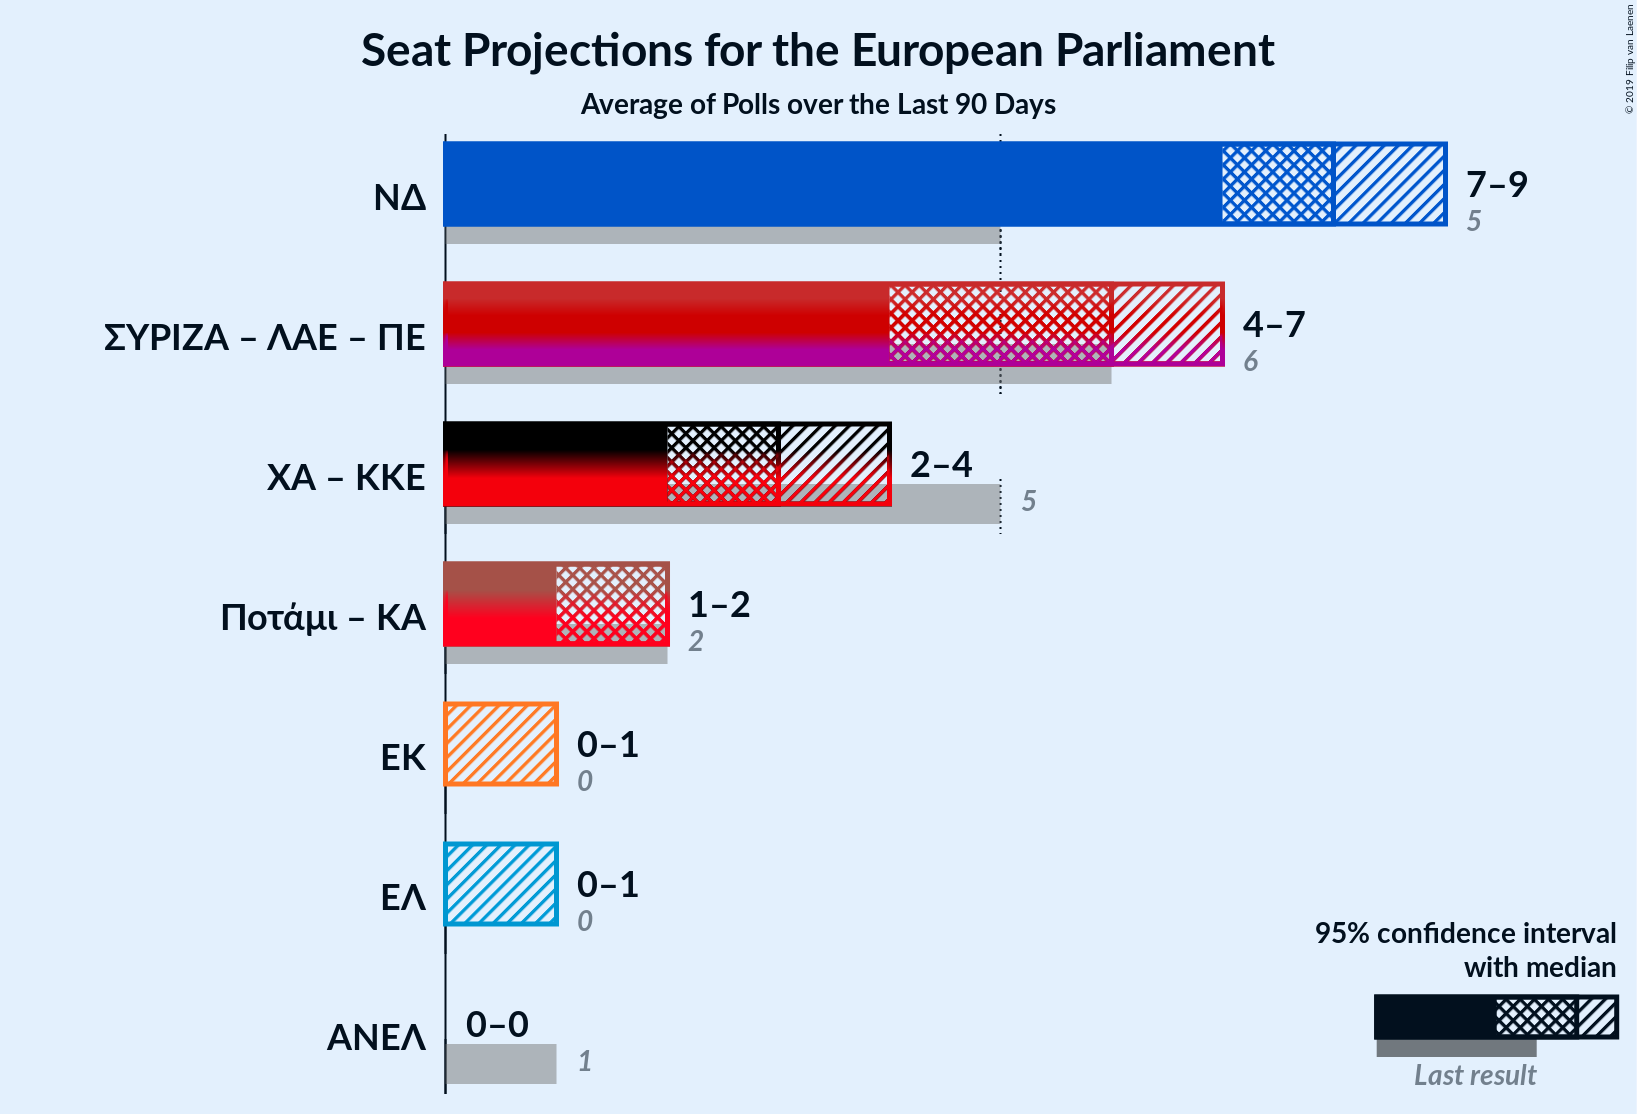 Seat Projections for the European Parliament
Average of Polls over the Last 90 Days
© 2019 Filip van Laenen
ΝΔ
7–9
5
ΣΥΡΙΖΑ – ΛΑΕ – ΠΕ
4–7
6
ΧΑ – ΚΚΕ
2–4
5
Ποτάμι – ΚΑ
1–2
2
ΕΚ
0–1
0
ΕΛ
0–1
0
ΑΝΕΛ
0–0
1
95% confidence interval
with median
Last result